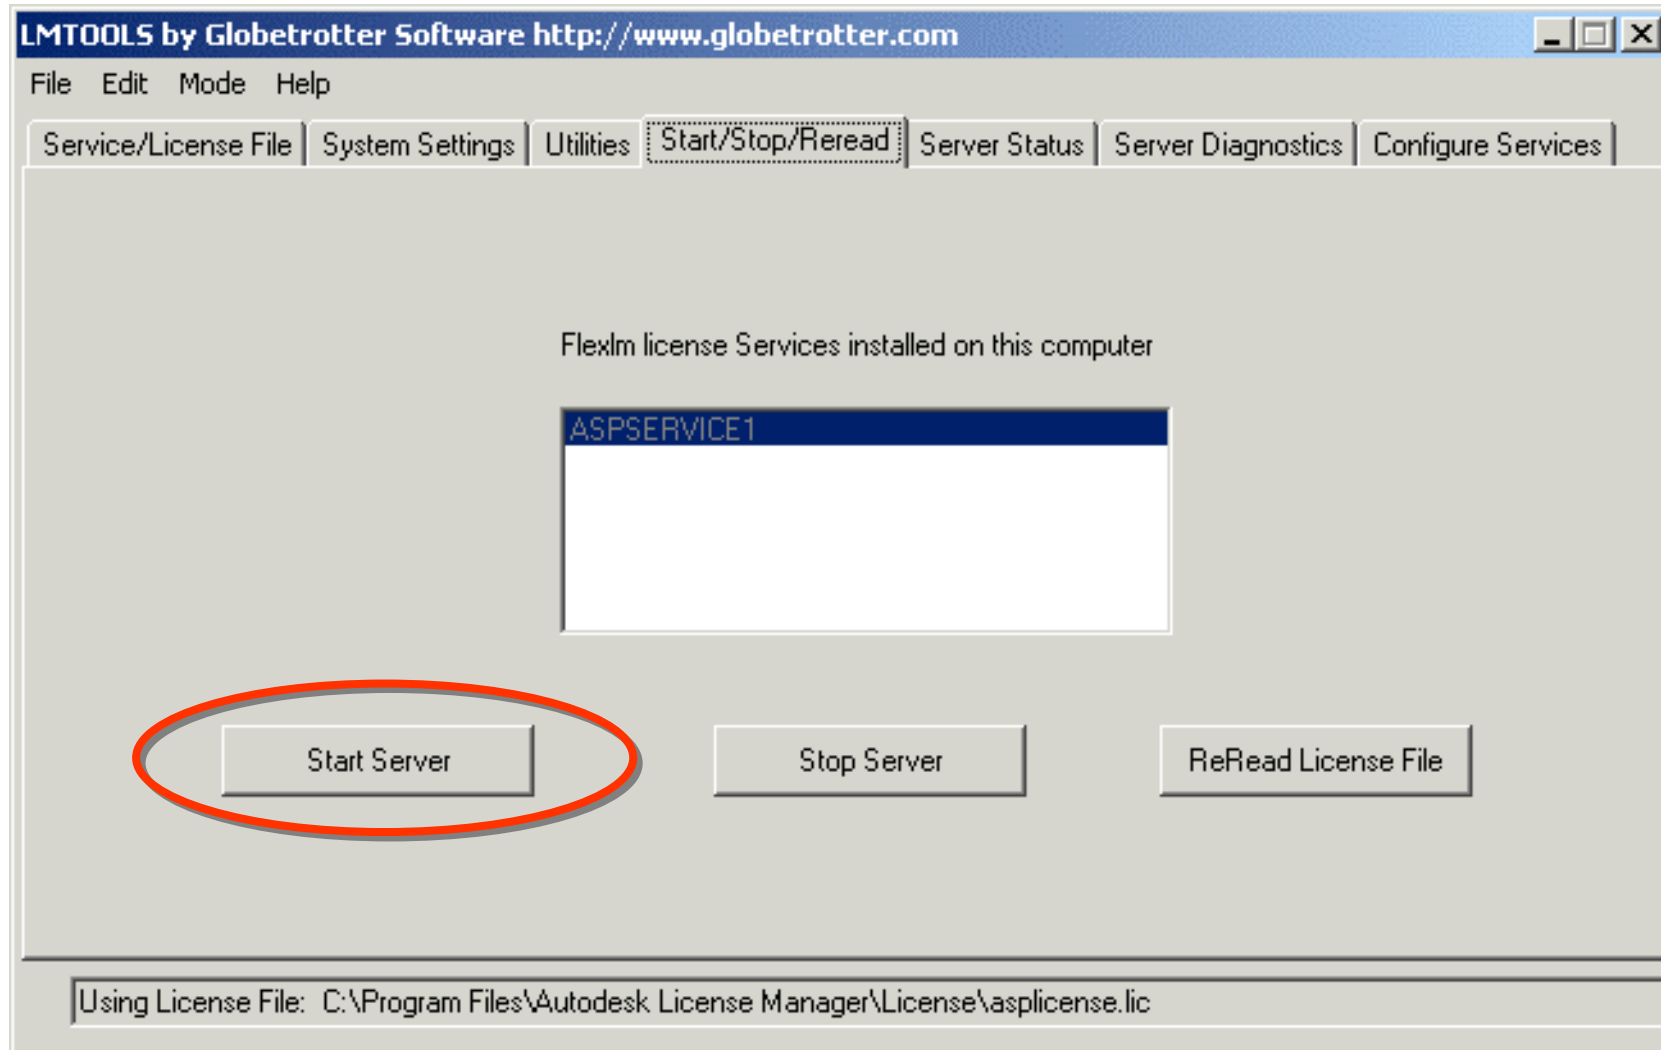 LMTOOLS by Globetrotter Software http://www.globetrotter.com
File Edit Mode Help
Service/License File System Settings Utilities Start/Stop/Reread Server Status Server Diagnostics Configure Services
Flexlm license Services installed on this computer
ASPSERVICE1
Start Server Stop Server ReRead License File
Using License File: C:\Program Files\Autodesk License Manager\License\asplicense.lic